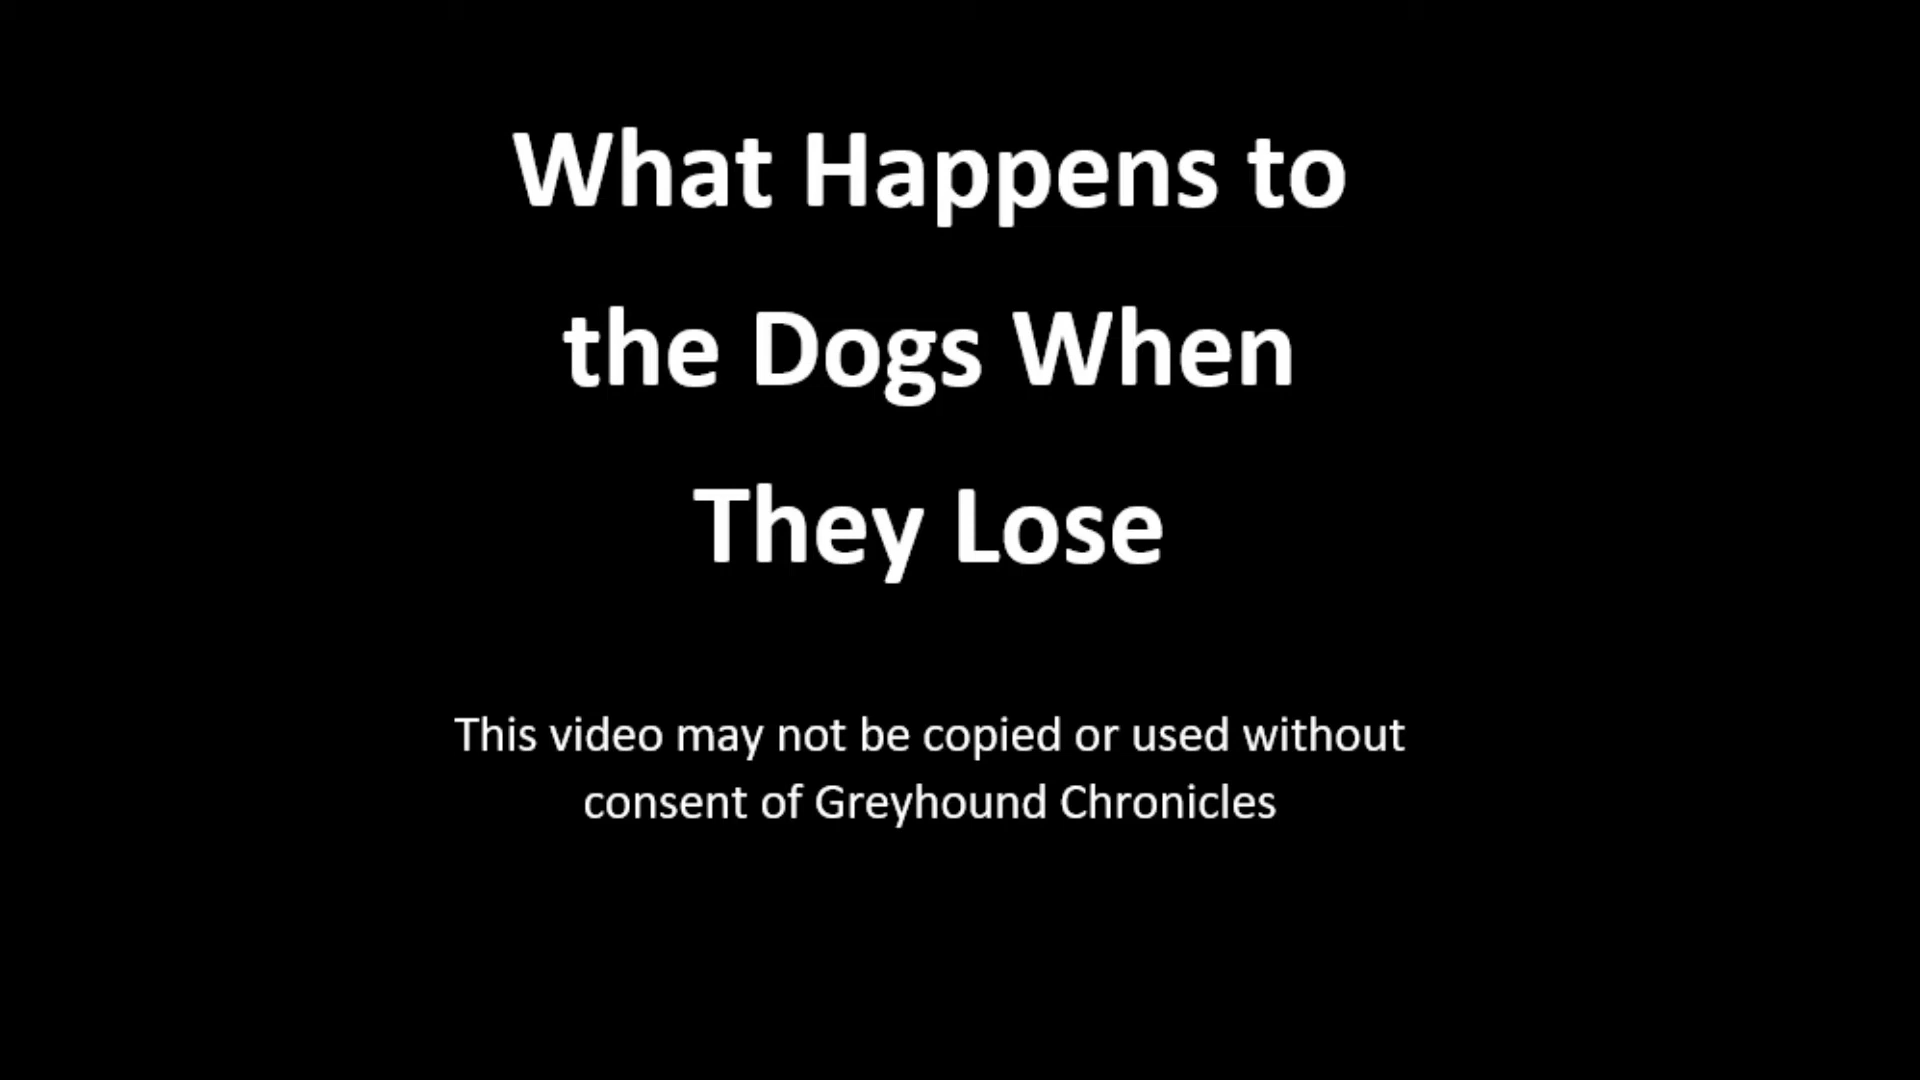 What Happens to
the Dogs When
They Lose
This video may not be copied or used without
consent of Greyhound Chronicles